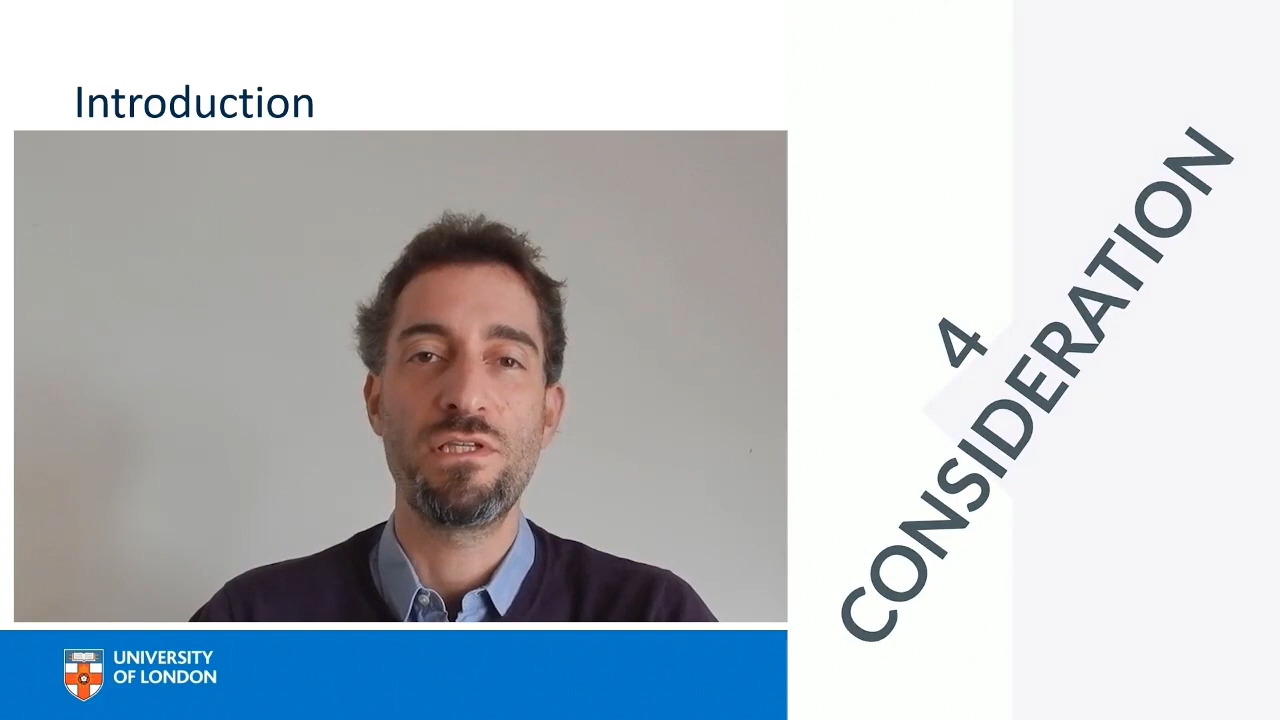 Introduction
4
CONSIDERATION
UNIVERSITY
OF LONDON